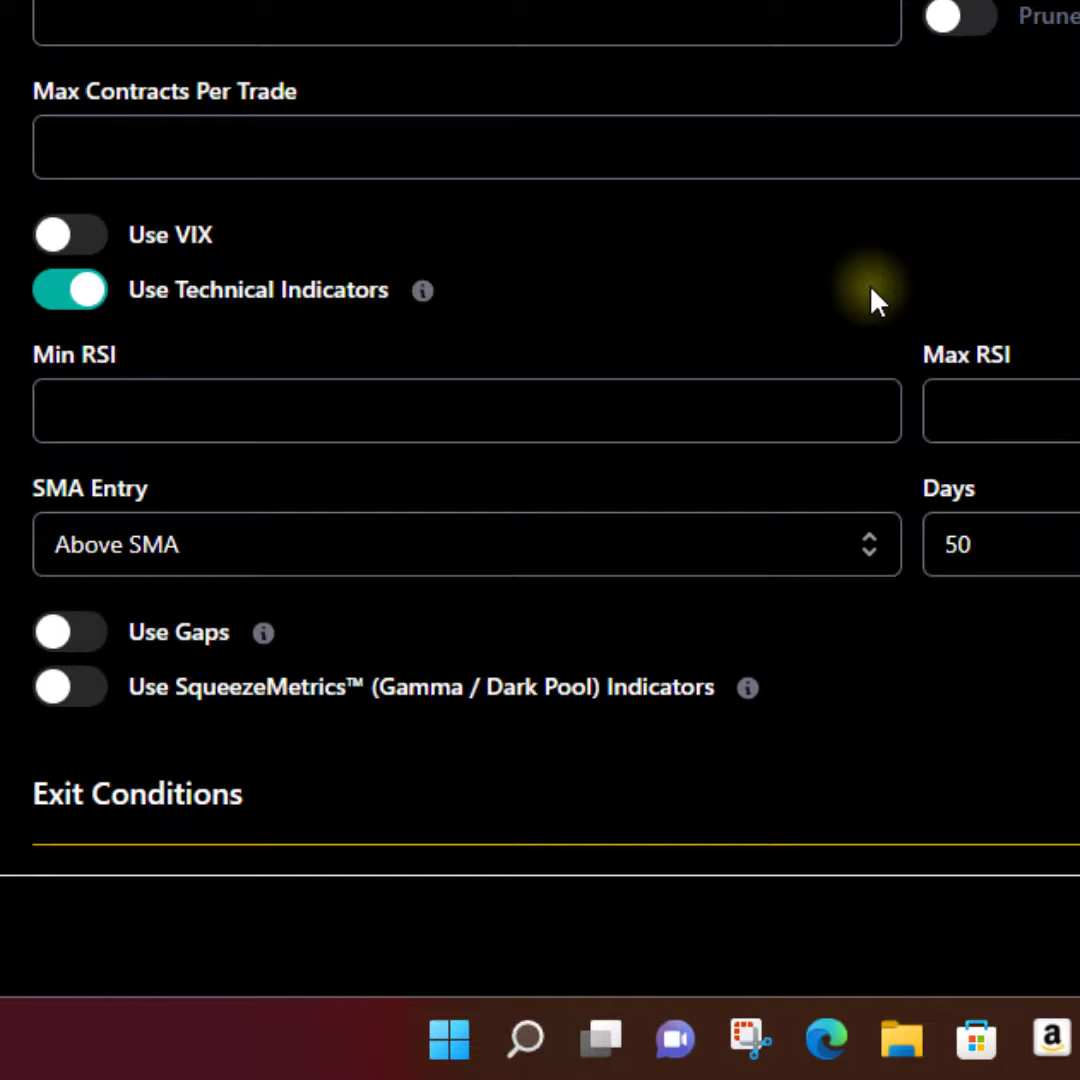 Prune
Max Contracts Per Trade
Use VIX
Use Technical Indicators
Min RSI
Max RSI
SMA Entry
Days
Above SMA
50
Use Gaps
Use SqueezeMetrics™ (Gamma / Dark Pool) Indicators
Exit Conditions
a